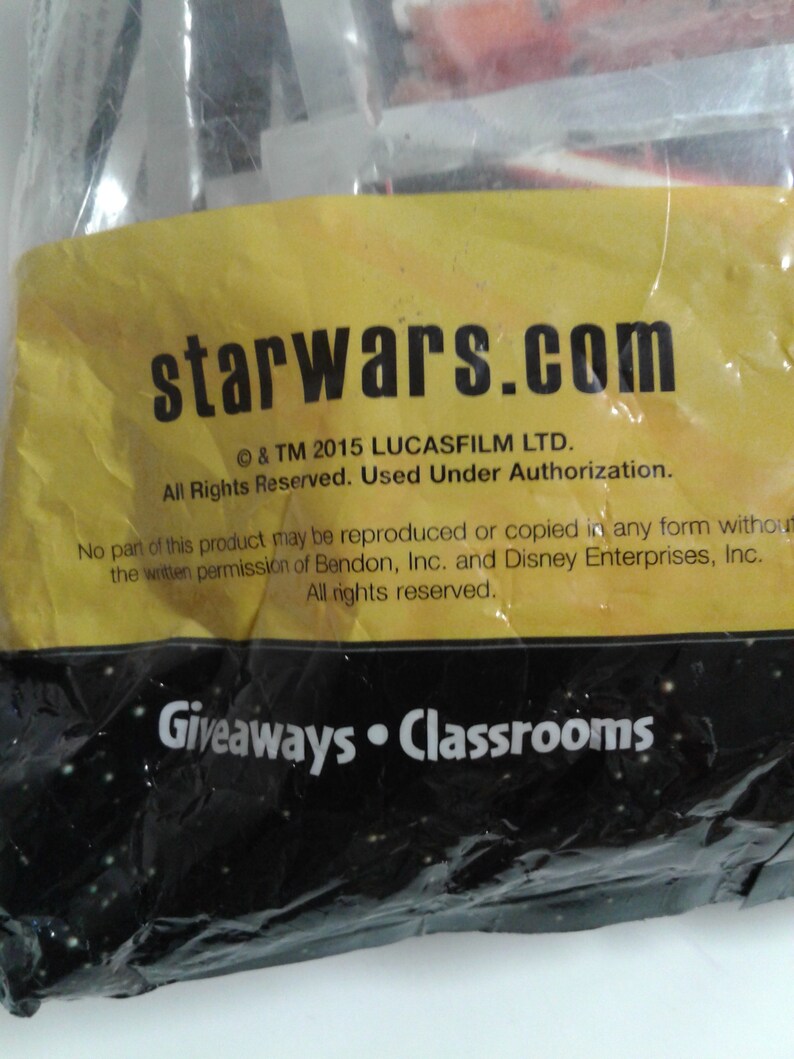 starwars.com
© & TM 2015 LUCASFILM LTD.
All Rights Reserved. Used Under Authorization.
No part of this product may be reproduced or copied in any form without
the written permission of Bendon, Inc. and Disney Enterprises, Inc.
All rights reserved.
Giveaways • Classrooms